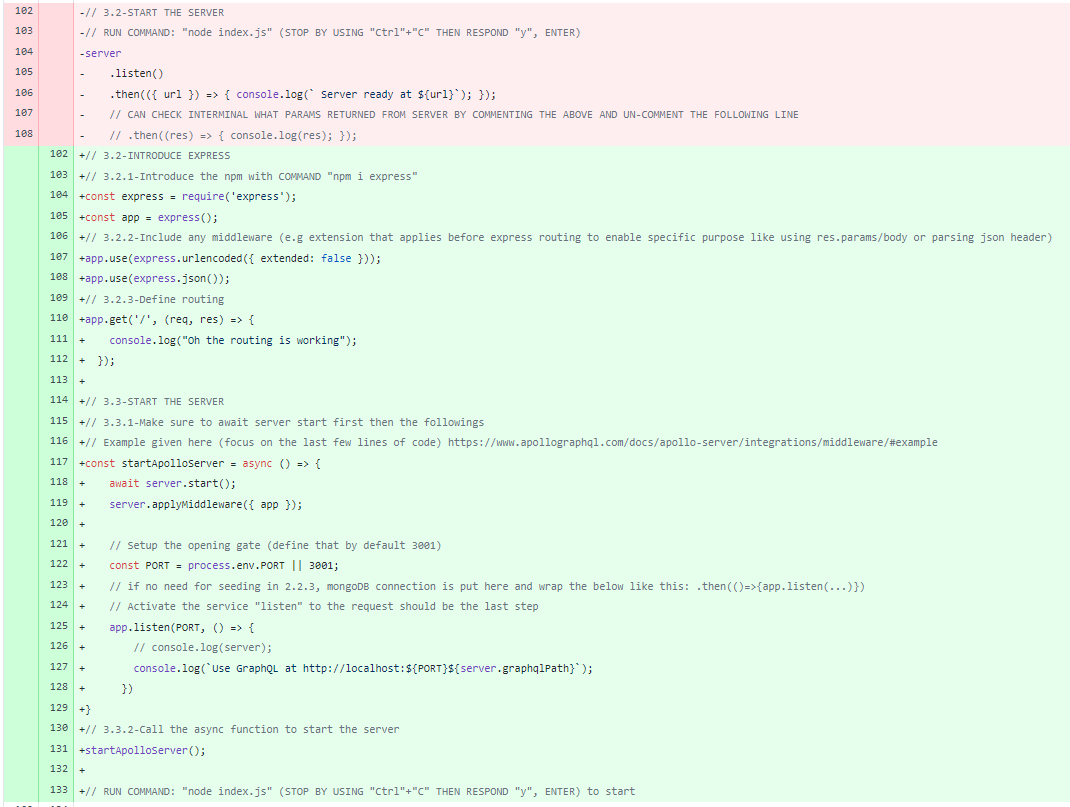 102 -// 3.2-START THE SERVER
103 -// RUN COMMAND: "node index.js" (STOP BY USING "Ctrl"+"C" THEN RESPOND "y", ENTER)
104 -server
105 -    .listen()
106 -    .then(({ url }) => { console.log(` Server ready at ${url}`); });
107 -    // CAN CHECK INTERMINAL WHAT PARAMS RETURNED FROM SERVER BY COMMENTING THE ABOVE AND UN-COMMENT THE FOLLOWING LINE
108 -    // .then((res) => { console.log(res); });
102 +// 3.2-INTRODUCE EXPRESS
103 +// 3.2.1-Introduce the npm with COMMAND "npm i express"
104 +const express = require('express');
105 +const app = express();
106 +// 3.2.2-Include any middleware (e.g extension that applies before express routing to enable specific purpose like using res.params/body or parsing json header)
107 +app.use(express.urlencoded({ extended: false }));
108 +app.use(express.json());
109 +// 3.2.3-Define routing
110 +app.get('/', (req, res) => {
111 +    console.log("Oh the routing is working");
112 +  });
113 +
114 +// 3.3-START THE SERVER
115 +// 3.3.1-Make sure to await server start first then the followings
116 +// Example given here (focus on the last few lines of code) https://www.apollographql.com/docs/apollo-server/integrations/middleware/#example
117 +const startApolloServer = async () => {
118 +    await server.start();
119 +    server.applyMiddleware({ app });
120 +
121 +    // Setup the opening gate (define that by default 3001)
122 +    const PORT = process.env.PORT || 3001;
123 +    // if no need for seeding in 2.2.3, mongoDB connection is put here and wrap the below like this: .then(()=>{app.listen(...)})
124 +    // Activate the service "listen" to the request should be the last step
125 +    app.listen(PORT, () => {
126 +        // console.log(server);
127 +        console.log(`Use GraphQL at http://localhost:${PORT}${server.graphqlPath}`);
128 +      })
129 +}
130 +// 3.3.2-Call the async function to start the server
131 +startApolloServer();
132 +
133 +// RUN COMMAND: "node index.js" (STOP BY USING "Ctrl"+"C" THEN RESPOND "y", ENTER) to start